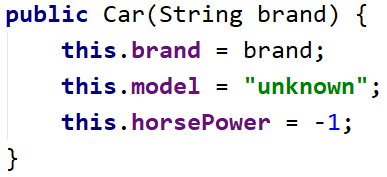 public Car(String brand) {
    this.brand = brand;
    this.model = "unknown";
    this.horsePower = -1;
}